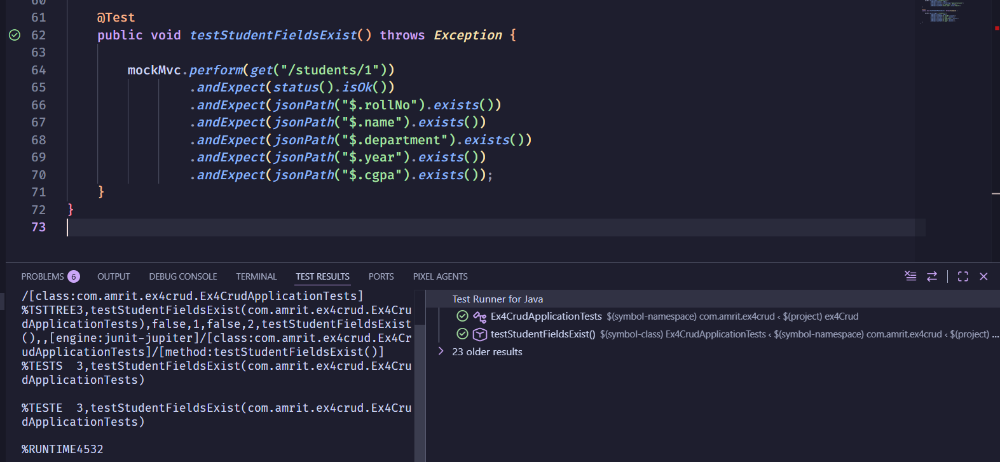 60
61 @Test
62 public void testStudentFieldsExist() throws Exception {
63
64 mockMvc.perform(get("/students/1"))
65 .andExpect(status().isOk())
66 .andExpect(jsonPath("$.rollNo").exists())
67 .andExpect(jsonPath("$.name").exists())
68 .andExpect(jsonPath("$.department").exists())
69 .andExpect(jsonPath("$.year").exists())
70 .andExpect(jsonPath("$.cgpa").exists());
71 }
72 }
73
PROBLEMS 6 OUTPUT DEBUG CONSOLE TERMINAL TEST RESULTS PORTS PIXEL AGENTS
/[class:com.amrit.ex4crud.Ex4CrudApplicationTests]
%TSTTREE3,testStudentFieldsExist(com.amrit.ex4crud.Ex4Cru
dApplicationTests),false,1,false,2,testStudentFieldsExist
(),,[engine:junit-jupiter]/[class:com.amrit.ex4crud.Ex4Cr
udApplicationTests]/[method:testStudentFieldsExist()]
%TESTS  3,testStudentFieldsExist(com.amrit.ex4crud.Ex4Cru
dApplicationTests)
%TESTE  3,testStudentFieldsExist(com.amrit.ex4crud.Ex4Cru
dApplicationTests)
%RUNTIME4532
Test Runner for Java
Ex4CrudApplicationTests $(symbol-namespace) com.amrit.ex4crud ‹ $(project) ex4Crud
testStudentFieldsExist() $(symbol-class) Ex4CrudApplicationTests ‹ $(symbol-namespace) com.amrit.ex4crud ‹ $(project) ...
23 older results